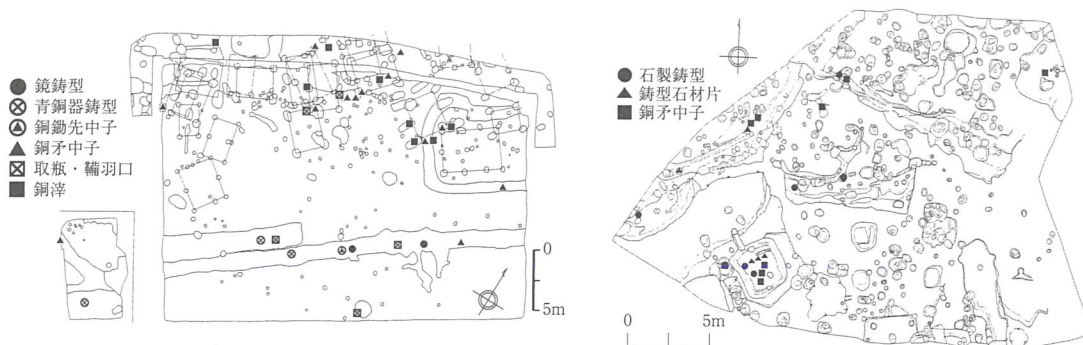 鏡鋳型
青銅器鋳型
銅鋤先中子
銅矛中子
取瓶・鞴羽口
銅滓
0
5m
石製鋳型
鋳型石材片
銅矛中子
0 5m